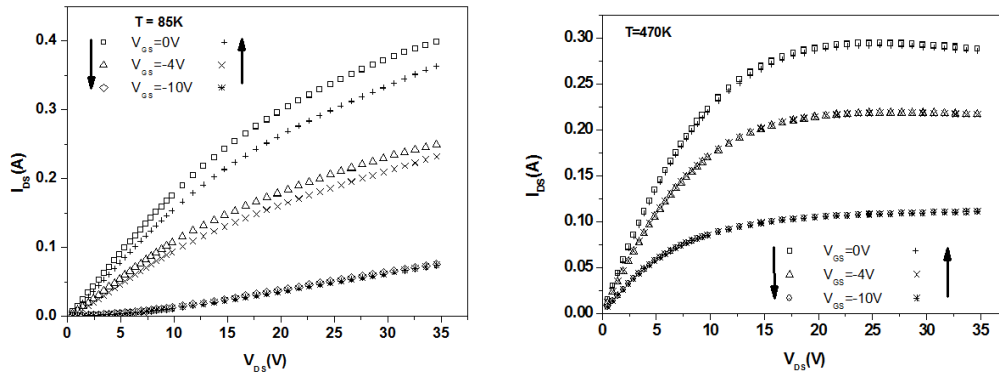 T = 85K
V_GS=0V
V_GS=-4V
V_GS=-10V
0.4
0.3
0.2
0.1
0.0
I_DS(A)
0 5 10 15 20 25 30 35
V_DS(V)
T=470K
0.30
0.25
0.20
0.15
0.10
0.05
0.00
I_DS(A)
V_GS=0V
V_GS=-4V
V_GS=-10V
0 5 10 15 20 25 30 35
V_DS(V)